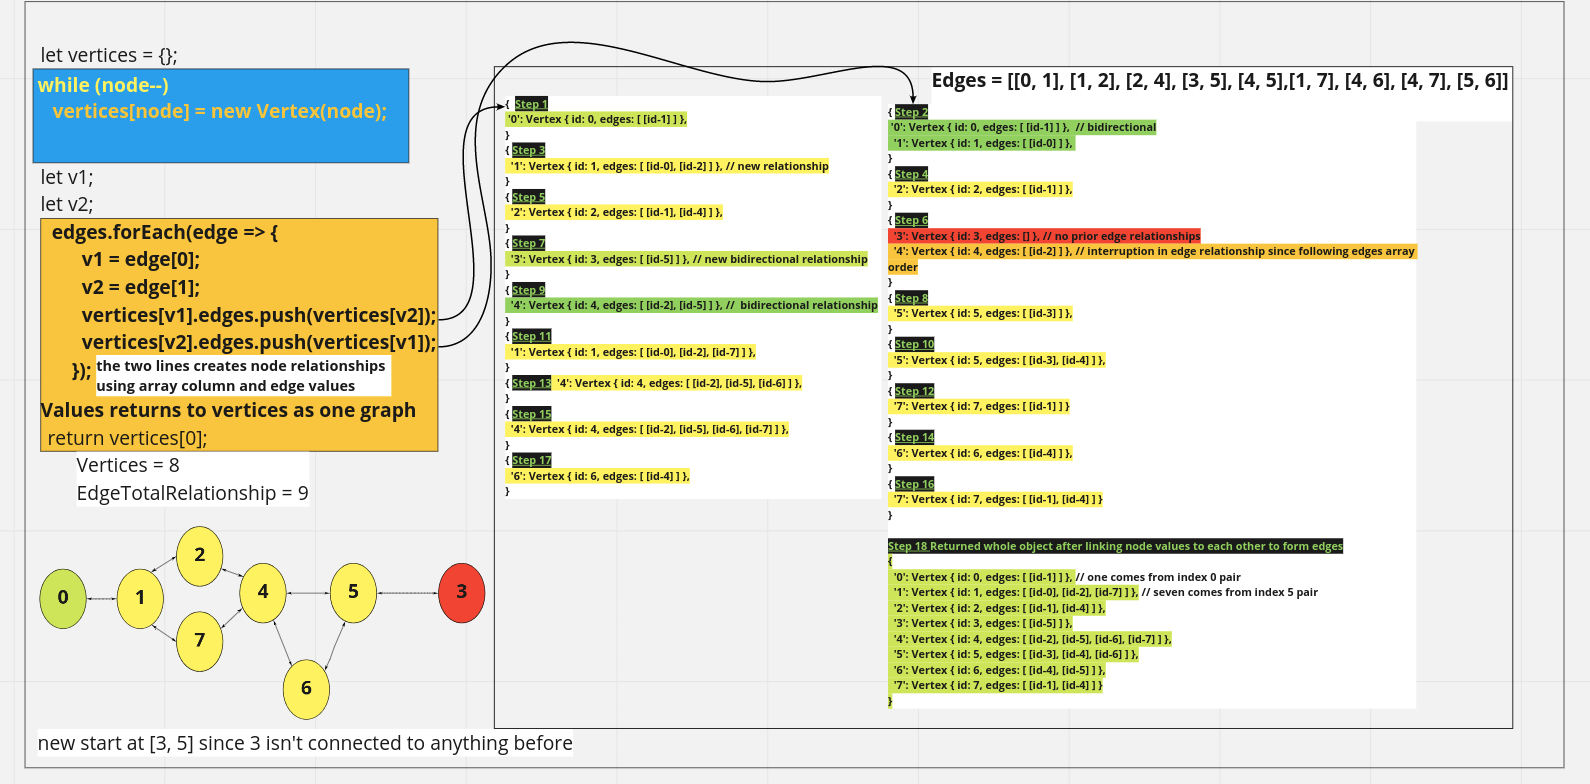 let vertices = {};
while (node--)
vertices[node] = new Vertex(node);
let v1;
let v2;
edges.forEach(edge => {
v1 = edge[0];
v2 = edge[1];
vertices[v1].edges.push(vertices[v2]);
vertices[v2].edges.push(vertices[v1]);
});
the two lines creates node relationships
using array column and edge values
Values returns to vertices as one graph
return vertices[0];
Vertices = 8
EdgeTotalRelationship = 9
0
1
2
7
4
5
3
6
new start at [3, 5] since 3 isn't connected to anything before
Edges = [[0, 1], [1, 2], [2, 4], [3, 5], [4, 5],[1, 7], [4, 6], [4, 7], [5, 6]]
{ Step 1
'0': Vertex { id: 0, edges: [ [id-1] ] },
}
{ Step 3
'1': Vertex { id: 1, edges: [ [id-0], [id-2] ] }, // new relationship
}
{ Step 5
'2': Vertex { id: 2, edges: [ [id-1], [id-4] ] },
}
{ Step 7
'3': Vertex { id: 3, edges: [ [id-5] ] }, // new bidirectional relationship
}
{ Step 9
'4': Vertex { id: 4, edges: [ [id-2], [id-5] ] }, // bidirectional relationship
}
{ Step 11
'1': Vertex { id: 1, edges: [ [id-0], [id-2], [id-7] ] },
}
{ Step 13 '4': Vertex { id: 4, edges: [ [id-2], [id-5], [id-6] ] },
}
{ Step 15
'4': Vertex { id: 4, edges: [ [id-2], [id-5], [id-6], [id-7] ] },
}
{ Step 17
'6': Vertex { id: 6, edges: [ [id-4] ] },
}
{ Step 2
'0': Vertex { id: 0, edges: [ [id-1] ] }, // bidirectional
'1': Vertex { id: 1, edges: [ [id-0] ] },
}
{ Step 4
'2': Vertex { id: 2, edges: [ [id-1] ] },
}
{ Step 6
'3': Vertex { id: 3, edges: [] }, // no prior edge relationships
'4': Vertex { id: 4, edges: [ [id-2] ] }, // interruption in edge relationship since following edges array
order
}
{ Step 8
'5': Vertex { id: 5, edges: [ [id-3] ] },
}
{ Step 10
'5': Vertex { id: 5, edges: [ [id-3], [id-4] ] },
}
{ Step 12
'7': Vertex { id: 7, edges: [ [id-1] ] }
}
{ Step 14
'6': Vertex { id: 6, edges: [ [id-4] ] },
}
{ Step 16
'7': Vertex { id: 7, edges: [ [id-1], [id-4] ] }
}
Step 18 Returned whole object after linking node values to each other to form edges
{
'0': Vertex { id: 0, edges: [ [id-1] ] }, // one comes from index 0 pair
'1': Vertex { id: 1, edges: [ [id-0], [id-2], [id-7] ] }, // seven comes from index 5 pair
'2': Vertex { id: 2, edges: [ [id-1], [id-4] ] },
'3': Vertex { id: 3, edges: [ [id-5] ] },
'4': Vertex { id: 4, edges: [ [id-2], [id-5], [id-6], [id-7] ] },
'5': Vertex { id: 5, edges: [ [id-3], [id-4], [id-6] ] },
'6': Vertex { id: 6, edges: [ [id-4], [id-5] ] },
'7': Vertex { id: 7, edges: [ [id-1], [id-4] ] }
}